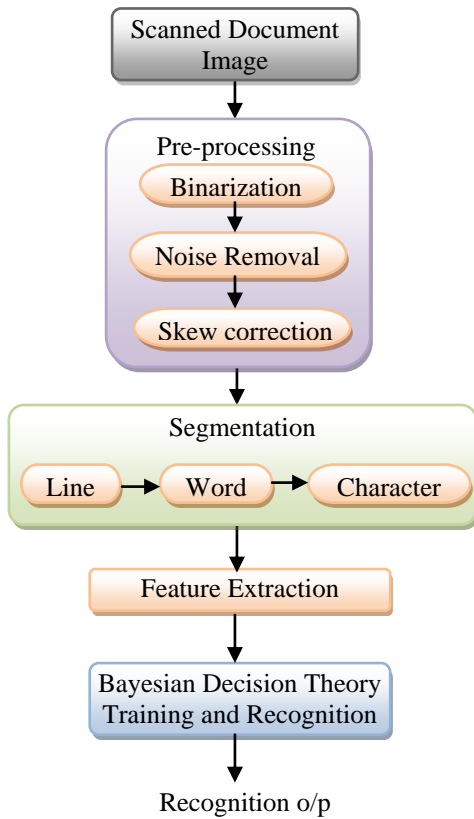 Scanned Document
Image
Pre-processing
Binarization
Noise Removal
Skew correction
Segmentation
Line Word Character
Feature Extraction
Bayesian Decision Theory
Training and Recognition
Recognition o/p